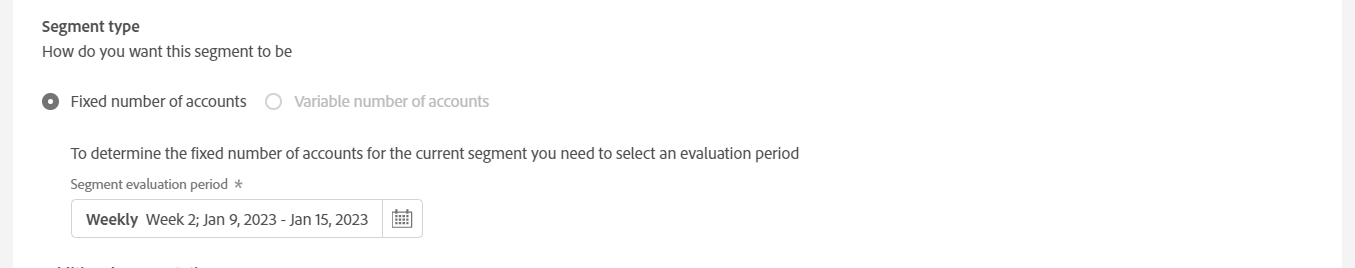 Segment type
How do you want this segment to be
Fixed number of accounts Variable number of accounts
To determine the fixed number of accounts for the current segment you need to select an evaluation period
Segment evaluation period *
Weekly Week 2; Jan 9, 2023 - Jan 15, 2023